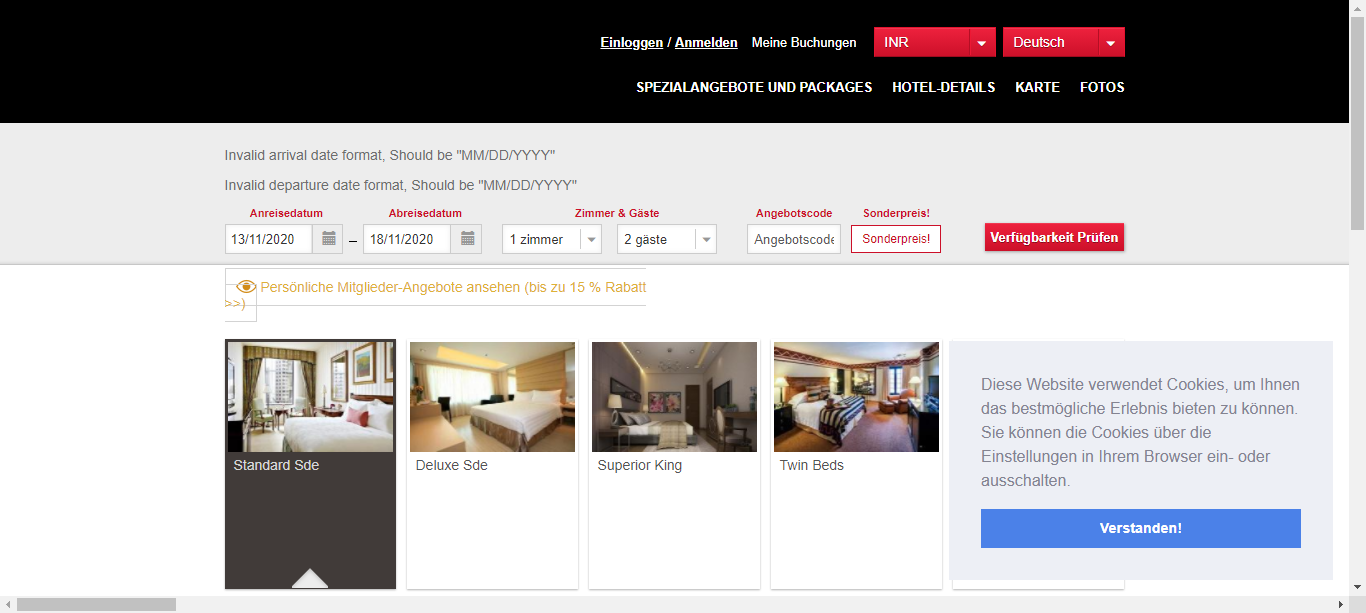 Einloggen / Anmelden Meine Buchungen INR Deutsch
SPEZIALANGEBOTE UND PACKAGES HOTEL-DETAILS KARTE FOTOS
Invalid arrival date format, Should be "MM/DD/YYYY"
Invalid departure date format, Should be "MM/DD/YYYY"
Anreisedatum Abreisedatum Zimmer & Gäste Angebotscode Sonderpreis!
13/11/2020 – 18/11/2020 1 zimmer 2 gäste Angebotscode Sonderpreis! Verfügbarkeit Prüfen
Persönliche Mitglieder-Angebote ansehen (bis zu 15 % Rabatt
>>)
Standard Sde Deluxe Sde Superior King Twin Beds
Diese Website verwendet Cookies, um Ihnen
das bestmögliche Erlebnis bieten zu können.
Sie können die Cookies über die
Einstellungen in Ihrem Browser ein- oder
ausschalten.
Verstanden!